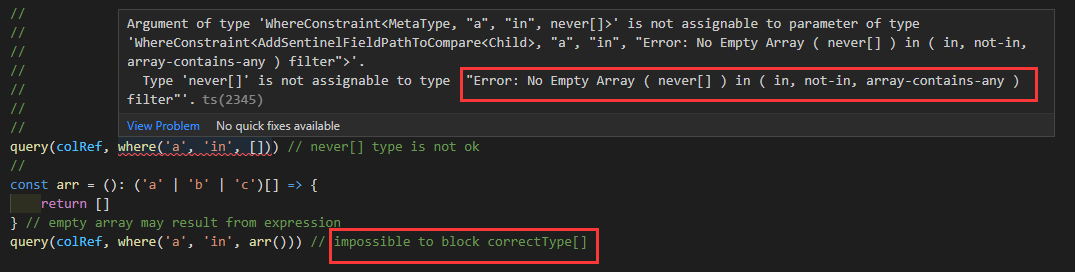 //
Argument of type 'WhereConstraint<MetaType, "a", "in", never[]>' is not assignable to parameter of type
//
'WhereConstraint<AddSentinelFieldPathToCompare<Child>, "a", "in", "Error: No Empty Array ( never[] ) in ( in, not-in,
//
array-contains-any ) filter">'.
//
Type 'never[]' is not assignable to type "Error: No Empty Array ( never[] ) in ( in, not-in, array-contains-any )
//
filter"'. ts(2345)
//
View Problem No quick fixes available
//
query(colRef, where('a', 'in', [])) // never[] type is not ok
//
const arr = (): ('a' | 'b' | 'c')[] => {
return []
} // empty array may result from expression
query(colRef, where('a', 'in', arr())) // impossible to block correctType[]